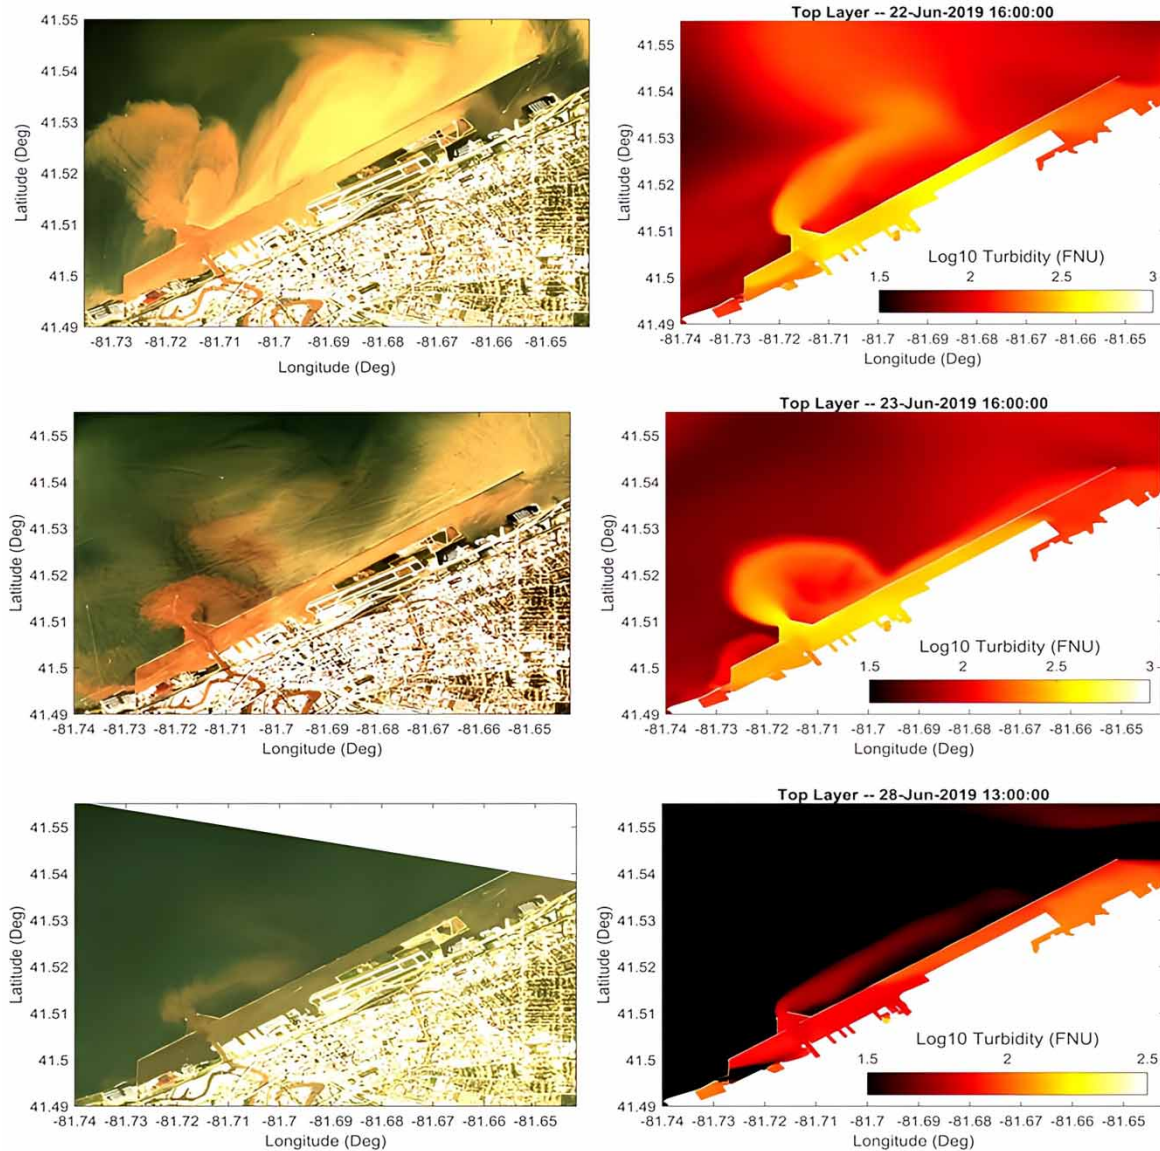 41.55
41.54
41.53
41.52
41.51
41.5
41.49
Latitude (Deg)
-81.73 -81.72 -81.71 -81.7 -81.69 -81.68 -81.67 -81.66 -81.65
Longitude (Deg)
Top Layer -- 22-Jun-2019 16:00:00
41.55
41.54
41.53
41.52
41.51
41.5
41.49
Latitude (Deg)
Log10 Turbidity (FNU)
1.5 2 2.5 3
-81.74 -81.73 -81.72 -81.71 -81.7 -81.69 -81.68 -81.67 -81.66 -81.65
Longitude (Deg)
41.55
41.54
41.53
41.52
41.51
41.5
41.49
Latitude (Deg)
-81.74 -81.73 -81.72 -81.71 -81.7 -81.69 -81.68 -81.67 -81.66 -81.65
Longitude (Deg)
Top Layer -- 23-Jun-2019 16:00:00
41.55
41.54
41.53
41.52
41.51
41.5
41.49
Latitude (Deg)
Log10 Turbidity (FNU)
1.5 2 2.5 3
-81.74 -81.73 -81.72 -81.71 -81.7 -81.69 -81.68 -81.67 -81.66 -81.65
Longitude (Deg)
41.55
41.54
41.53
41.52
41.51
41.5
41.49
Latitude (Deg)
-81.74 -81.73 -81.72 -81.71 -81.7 -81.69 -81.68 -81.67 -81.66 -81.65
Longitude (Deg)
Top Layer -- 28-Jun-2019 13:00:00
41.55
41.54
41.53
41.52
41.51
41.5
41.49
Latitude (Deg)
Log10 Turbidity (FNU)
1.5 2 2.5
-81.74 -81.73 -81.72 -81.71 -81.7 -81.69 -81.68 -81.67 -81.66 -81.65
Longitude (Deg)